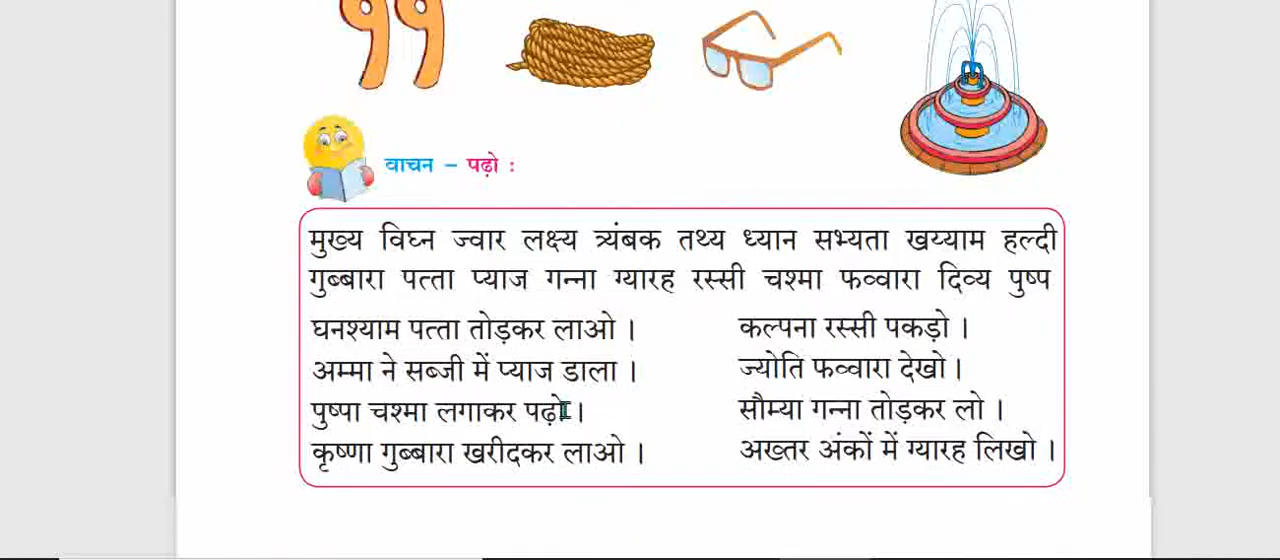 ११
वाचन – पढ़ो :
मुख्य विघ्न ज्वार लक्ष्य त्र्यंबक तथ्य ध्यान सभ्यता खय्याम हल्दी
गुब्बारा पत्ता प्याज गन्ना ग्यारह रस्सी चश्मा फव्वारा दिव्य पुष्प
घनश्याम पत्ता तोड़कर लाओ ।
अम्मा ने सब्जी में प्याज डाला ।
पुष्पा चश्मा लगाकर पढ़ो ।
कृष्णा गुब्बारा खरीदकर लाओ ।
कल्पना रस्सी पकड़ो ।
ज्योति फव्वारा देखो ।
सौम्या गन्ना तोड़कर लो ।
अख्तर अंकों में ग्यारह लिखो ।